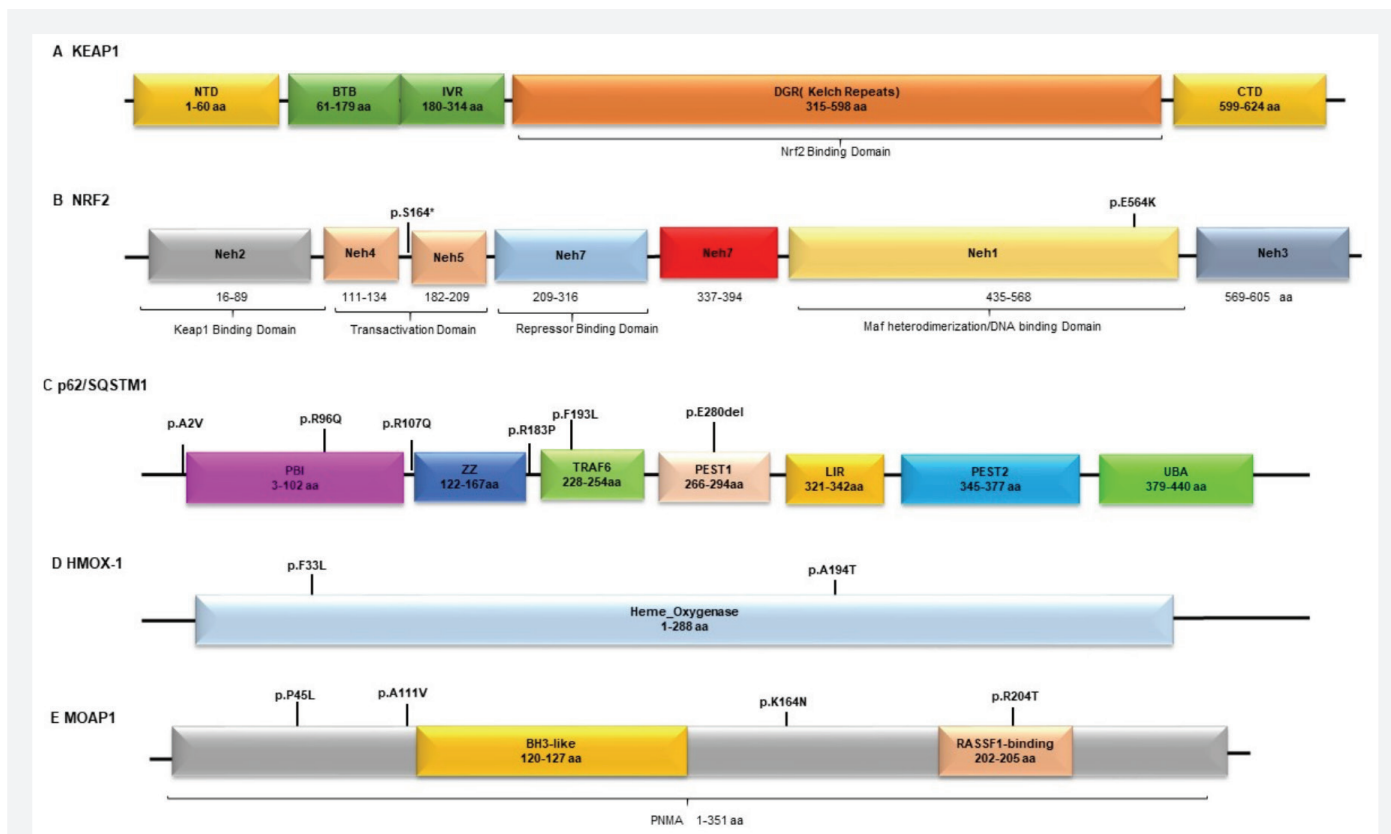 A KEAP1
NTD
1-60 aa
BTB
61-179 aa
IVR
180-314 aa
DGR( Kelch Repeats)
315-598 aa
CTD
599-624 aa
Nrf2 Binding Domain
B NRF2
p.S164*
p.E564K
Neh2
Neh4
Neh5
Neh7
Neh7
Neh1
Neh3
16-89
111-134
182-209
209-316
337-394
435-568
569-605 aa
Keap1 Binding Domain
Transactivation Domain
Repressor Binding Domain
Maf heterodimerization/DNA binding Domain
C p62/SQSTM1
p.A2V
p.R96Q
p.R107Q
p.R183P
p.F193L
p.E280del
PBI
3-102 aa
ZZ
122-167aa
TRAF6
228-254aa
PEST1
266-294aa
LIR
321-342aa
PEST2
345-377 aa
UBA
379-440 aa
D HMOX-1
p.F33L
p.A194T
Heme_Oxygenase
1-288 aa
E MOAP1
p.P45L
p.A111V
p.K164N
p.R204T
BH3-like
120-127 aa
RASSF1-binding
202-205 aa
PNMA 1-351 aa